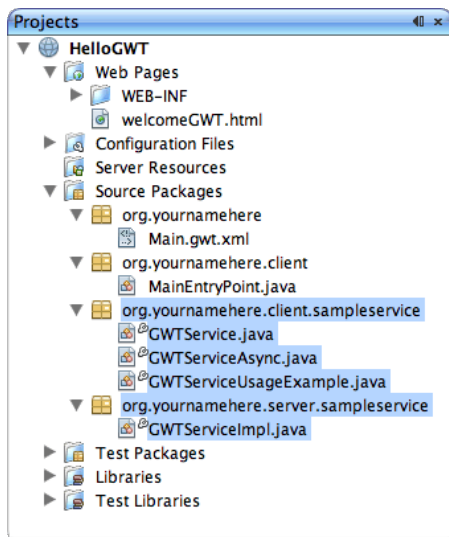 Projects
HelloGWT
Web Pages
WEB-INF
welcomeGWT.html
Configuration Files
Server Resources
Source Packages
org.yournamehere
Main.gwt.xml
org.yournamehere.client
MainEntryPoint.java
org.yournamehere.client.sampleservice
GWTService.java
GWTServiceAsync.java
GWTServiceUsageExample.java
org.yournamehere.server.sampleservice
GWTServiceImpl.java
Test Packages
Libraries
Test Libraries